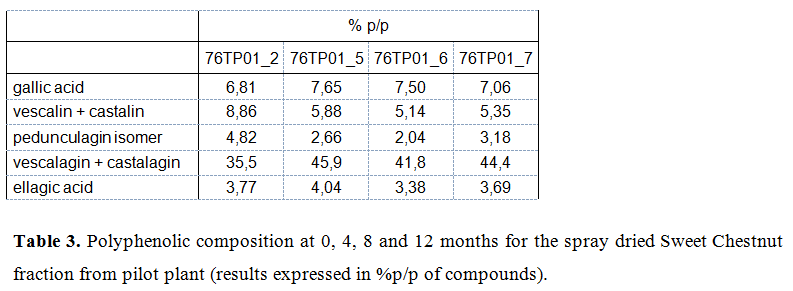 % p/p
76TP01_2 76TP01_5 76TP01_6 76TP01_7
gallic acid 6,81 7,65 7,50 7,06
vescalin + castalin 8,86 5,88 5,14 5,35
pedunculagin isomer 4,82 2,66 2,04 3,18
vescalagin + castalagin 35,5 45,9 41,8 44,4
ellagic acid 3,77 4,04 3,38 3,69
Table 3. Polyphenolic composition at 0, 4, 8 and 12 months for the spray dried Sweet Chestnut
fraction from pilot plant (results expressed in %p/p of compounds).